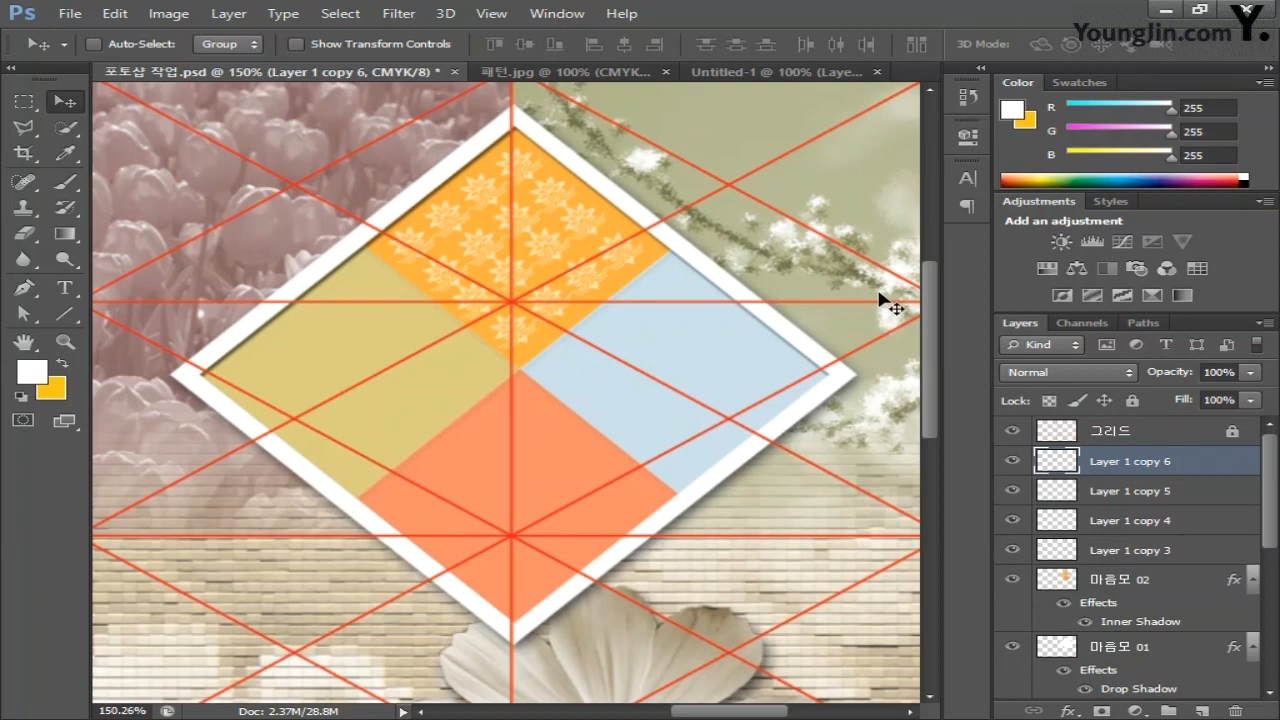 Ps File Edit Image Layer Type Select Filter 3D View Window Help
Younglin.com Y.
Auto-Select: Group Show Transform Controls 3D Mode:
포토샵 작업.psd @ 150% (Layer 1 copy 6, CMYK/8) * × 패턴.jpg @ 100% (CMYK... × Untitled-1 @ 100% (Laye... ×
Color Swatches
R 255
G 255
B 255
Adjustments Styles
Add an adjustment
Layers Channels Paths
Kind
Normal Opacity: 100%
Lock: Fill: 100%
그리드
Layer 1 copy 6
Layer 1 copy 5
Layer 1 copy 4
Layer 1 copy 3
마음모 02 fx
Effects
Inner Shadow
마음모 01 fx
Effects
Drop Shadow
150.26% Doc: 2.37M/28.8M